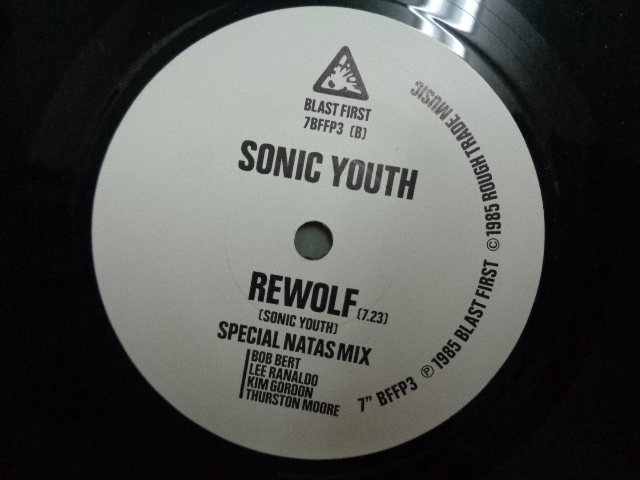 BLAST FIRST
7BFFP3 (B)
SONIC YOUTH
REWOLF (7.23)
(SONIC YOUTH)
SPECIAL NATAS MIX
BOB BERT
LEE RANALDO
KIM GORDON
THURSTON MOORE
7" BFFP3 ℗ 1985 BLAST FIRST © 1985 ROUGH TRADE MUSIC